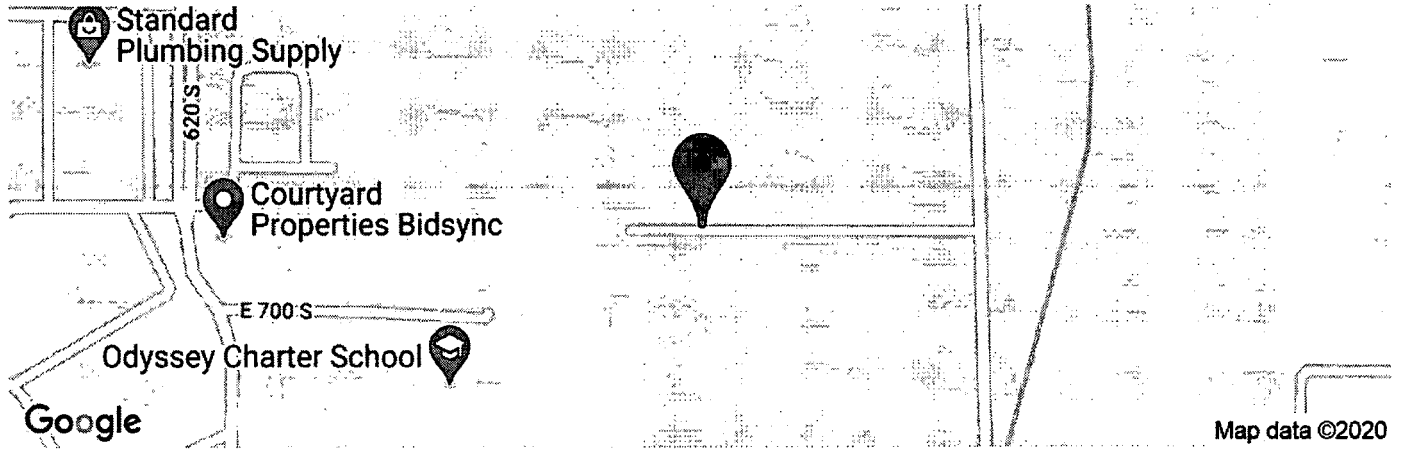 Standard
Plumbing Supply
620 S
Courtyard
Properties Bidsync
E 700 S
Odyssey Charter School
Google
Map data ©2020